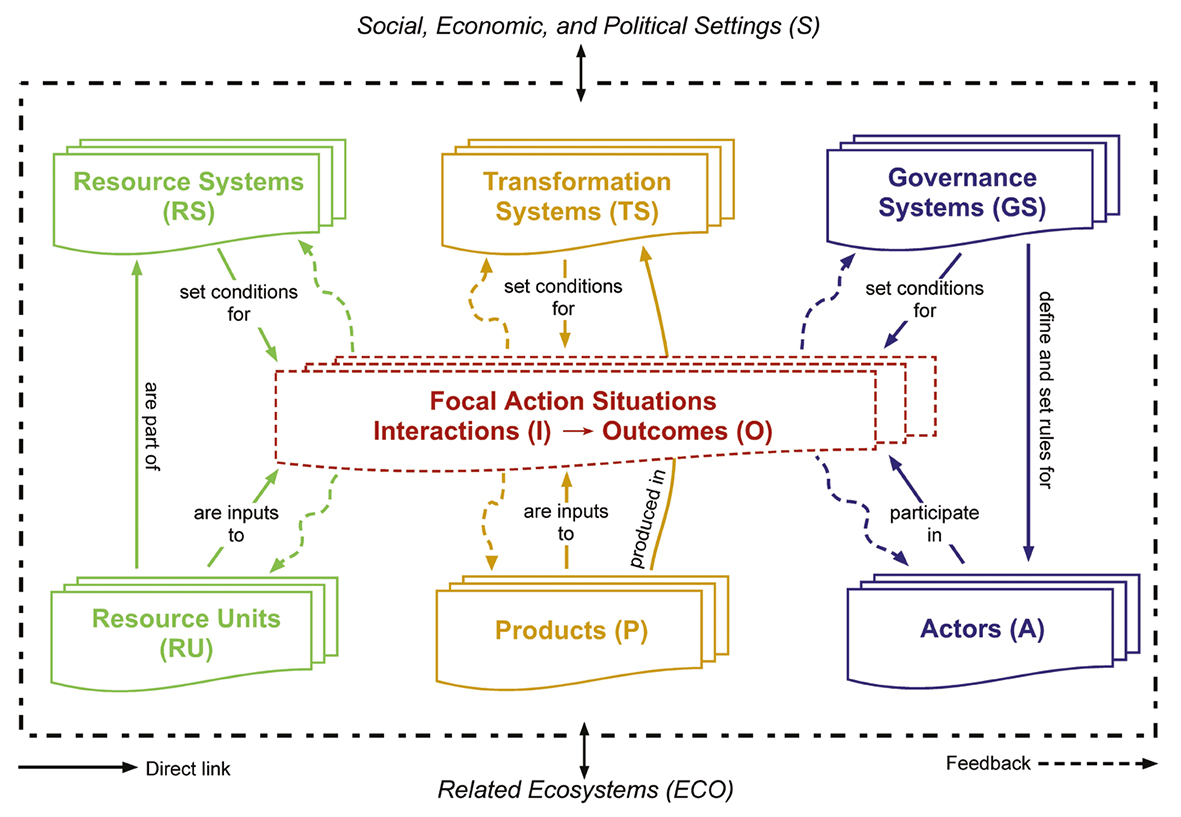 Social, Economic, and Political Settings (S)
Resource Systems
(RS)
Transformation
Systems (TS)
Governance
Systems (GS)
set conditions
for
set conditions
for
set conditions
for
are part of
define and set rules for
Focal Action Situations
Interactions (I) → Outcomes (O)
are inputs
to
are inputs
to
produced in
participate
in
Resource Units
(RU)
Products (P)
Actors (A)
Direct link
Feedback
Related Ecosystems (ECO)